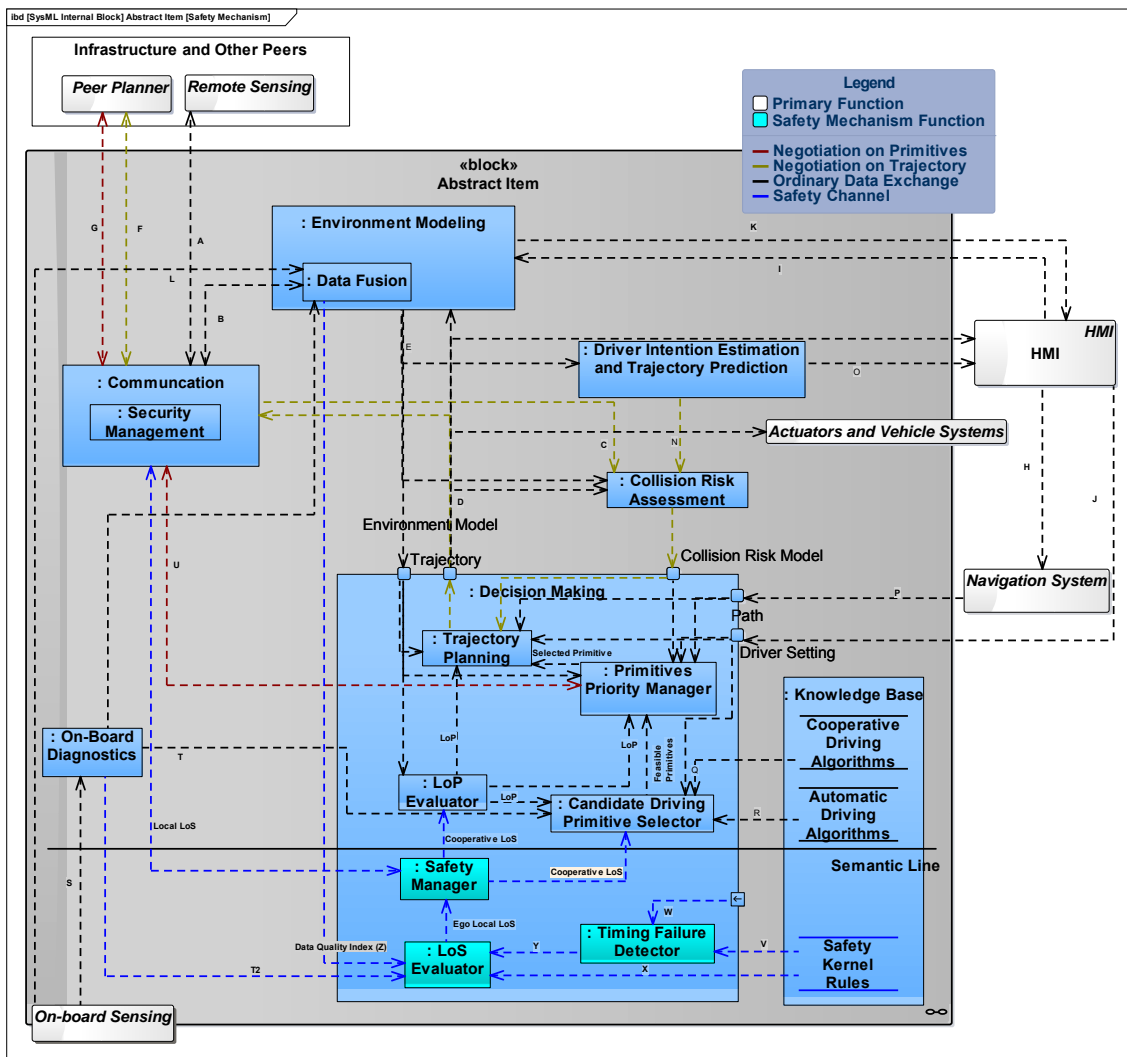 ibd [SysML Internal Block] Abstract Item [Safety Mechanism]
Infrastructure and Other Peers
Peer Planner
Remote Sensing
Legend
Primary Function
Safety Mechanism Function
Negotiation on Primitives
Negotiation on Trajectory
Ordinary Data Exchange
Safety Channel
«block»
Abstract Item
: Environment Modeling
: Data Fusion
G
F
A
L
B
K
I
E
HMI
HMI
O
: Driver Intention Estimation
and Trajectory Prediction
: Communcation
: Security
Management
Actuators and Vehicle Systems
C
N
H
J
D
: Collision Risk
Assessment
Environment Model
Trajectory
Collision Risk Model
U
Navigation System
P
: Decision Making
Path
: Trajectory
Planning
Selected Primitive
Driver Setting
: Primitives
Priority Manager
: Knowledge Base
Cooperative
Driving
Algorithms
: On-Board
Diagnostics
T
LoP
LoP
Feasible
Primitives
Q
: LoP
Evaluator
LoP
: Candidate Driving
Primitive Selector
R
Automatic
Driving
Algorithms
Local LoS
Cooperative LoS
Semantic Line
: Safety
Manager
Cooperative LoS
S
W
Ego Local LoS
: Timing Failure
Detector
Data Quality Index (Z)
: LoS
Evaluator
Y
V
X
T2
Safety
Kernel
Rules
On-board Sensing